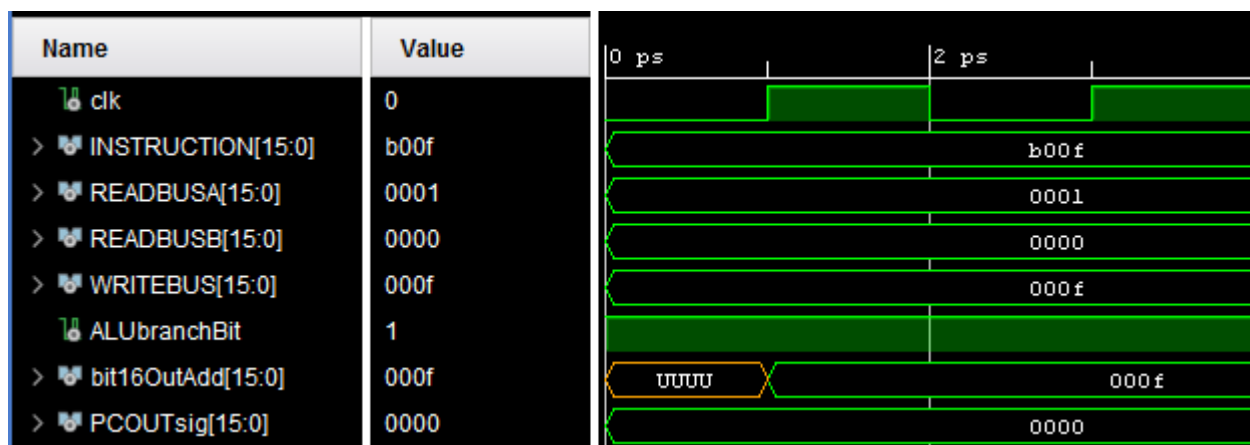 Name Value 0 ps 2 ps
clk 0
> INSTRUCTION[15:0] b00f b00f
> READBUSA[15:0] 0001 0001
> READBUSB[15:0] 0000 0000
> WRITEBUS[15:0] 000f 000f
ALUbranchBit 1
> bit16OutAdd[15:0] 000f UUUU 000f
> PCOUTsig[15:0] 0000 0000